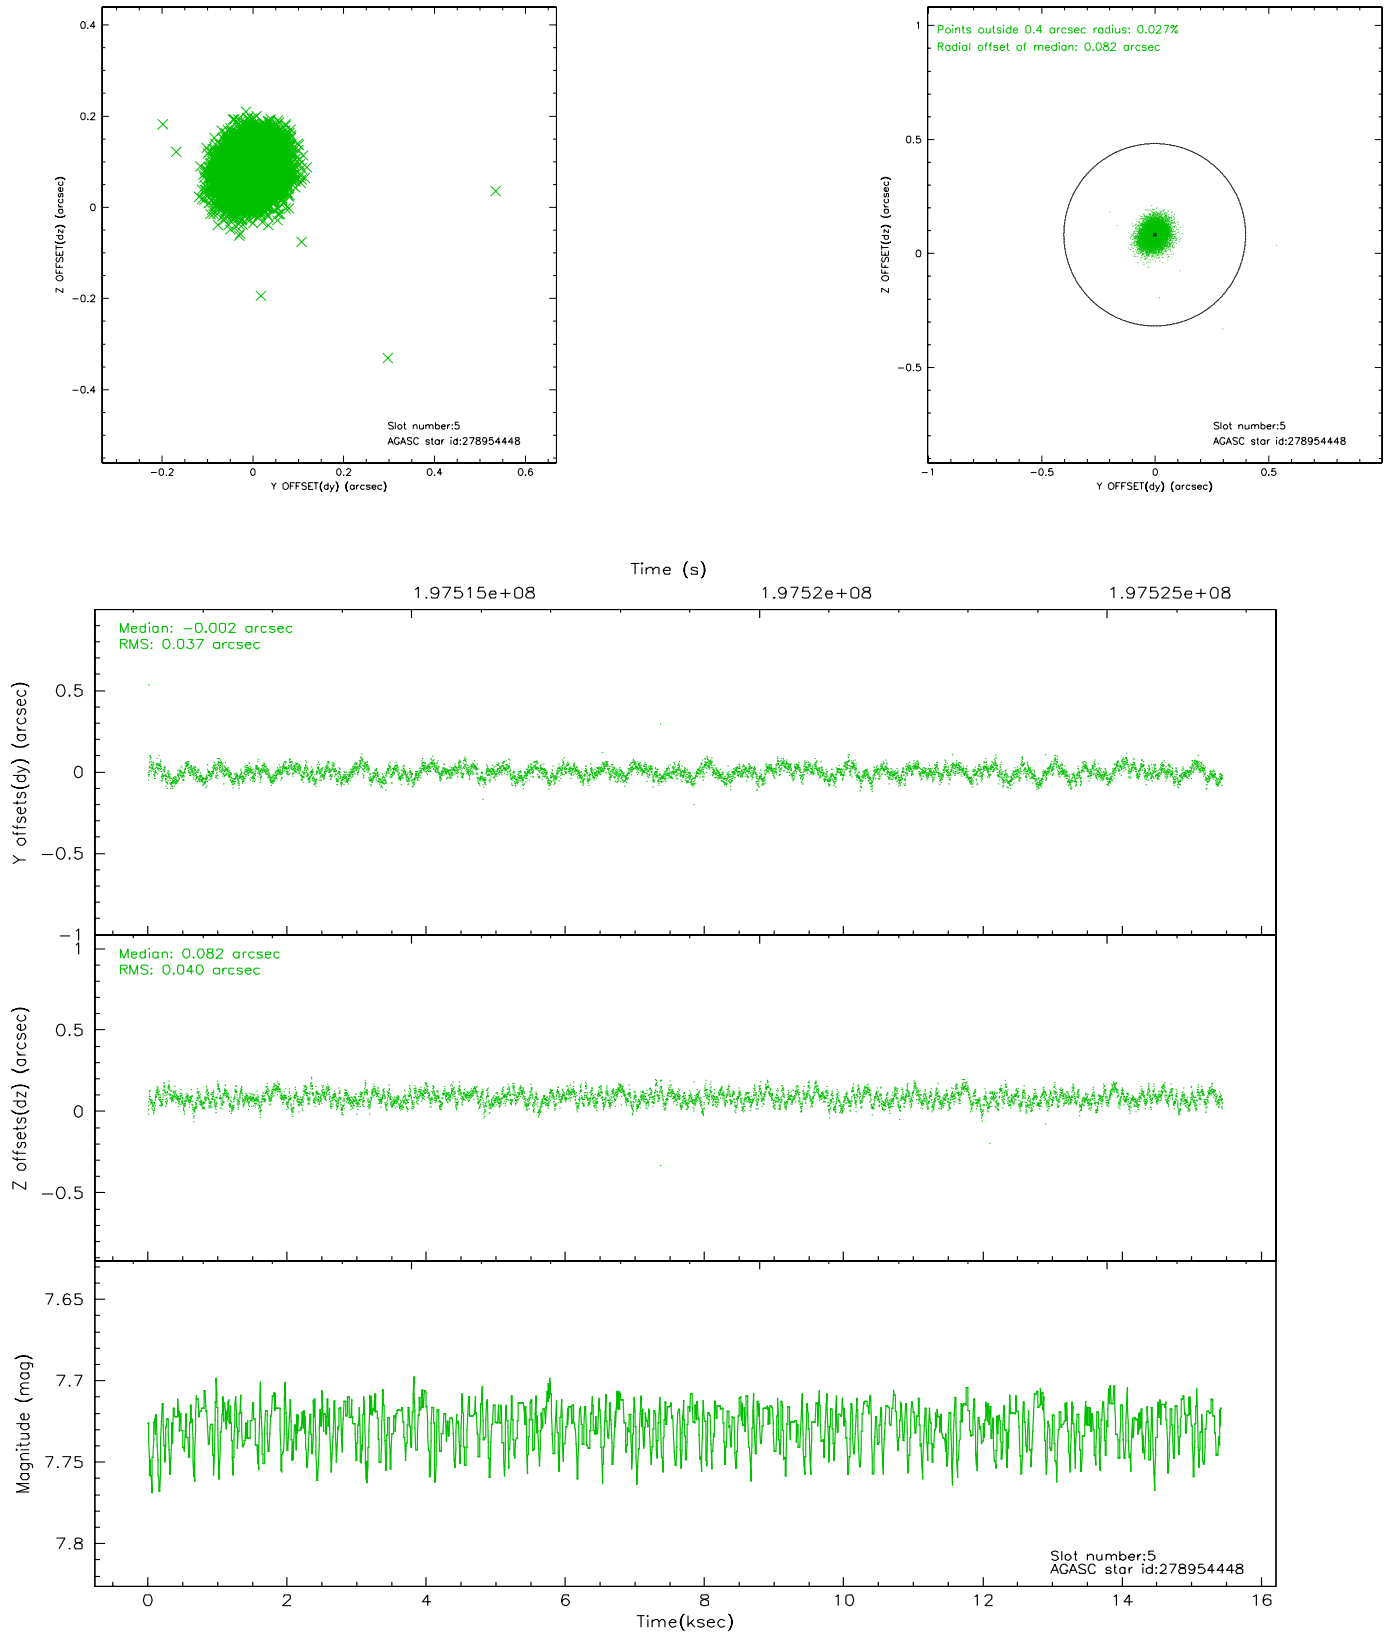 0.4
0.2
0
−0.2
−0.4
Z OFFSET(dz) (arcsec)
Slot number:5
AGASC star id:278954448
−0.2 0 0.2 0.4 0.6
Y OFFSET(dy) (arcsec)
Points outside 0.4 arcsec radius: 0.027%
Radial offset of median: 0.082 arcsec
1
0.5
0
−0.5
Z OFFSET(dz) (arcsec)
Slot number:5
AGASC star id:278954448
−1 −0.5 0 0.5
Y OFFSET(dy) (arcsec)
Time (s)
1.97515e+08 1.9752e+08 1.97525e+08
Median: −0.002 arcsec
RMS: 0.037 arcsec
0.5
0
−0.5
−1
Y offsets(dy) (arcsec)
Median: 0.082 arcsec
RMS: 0.040 arcsec
1
0.5
0
−0.5
Z offsets(dz) (arcsec)
7.65
7.7
7.75
7.8
Magnitude (mag)
Slot number:5
AGASC star id:278954448
0 2 4 6 8 10 12 14 16
Time(ksec)